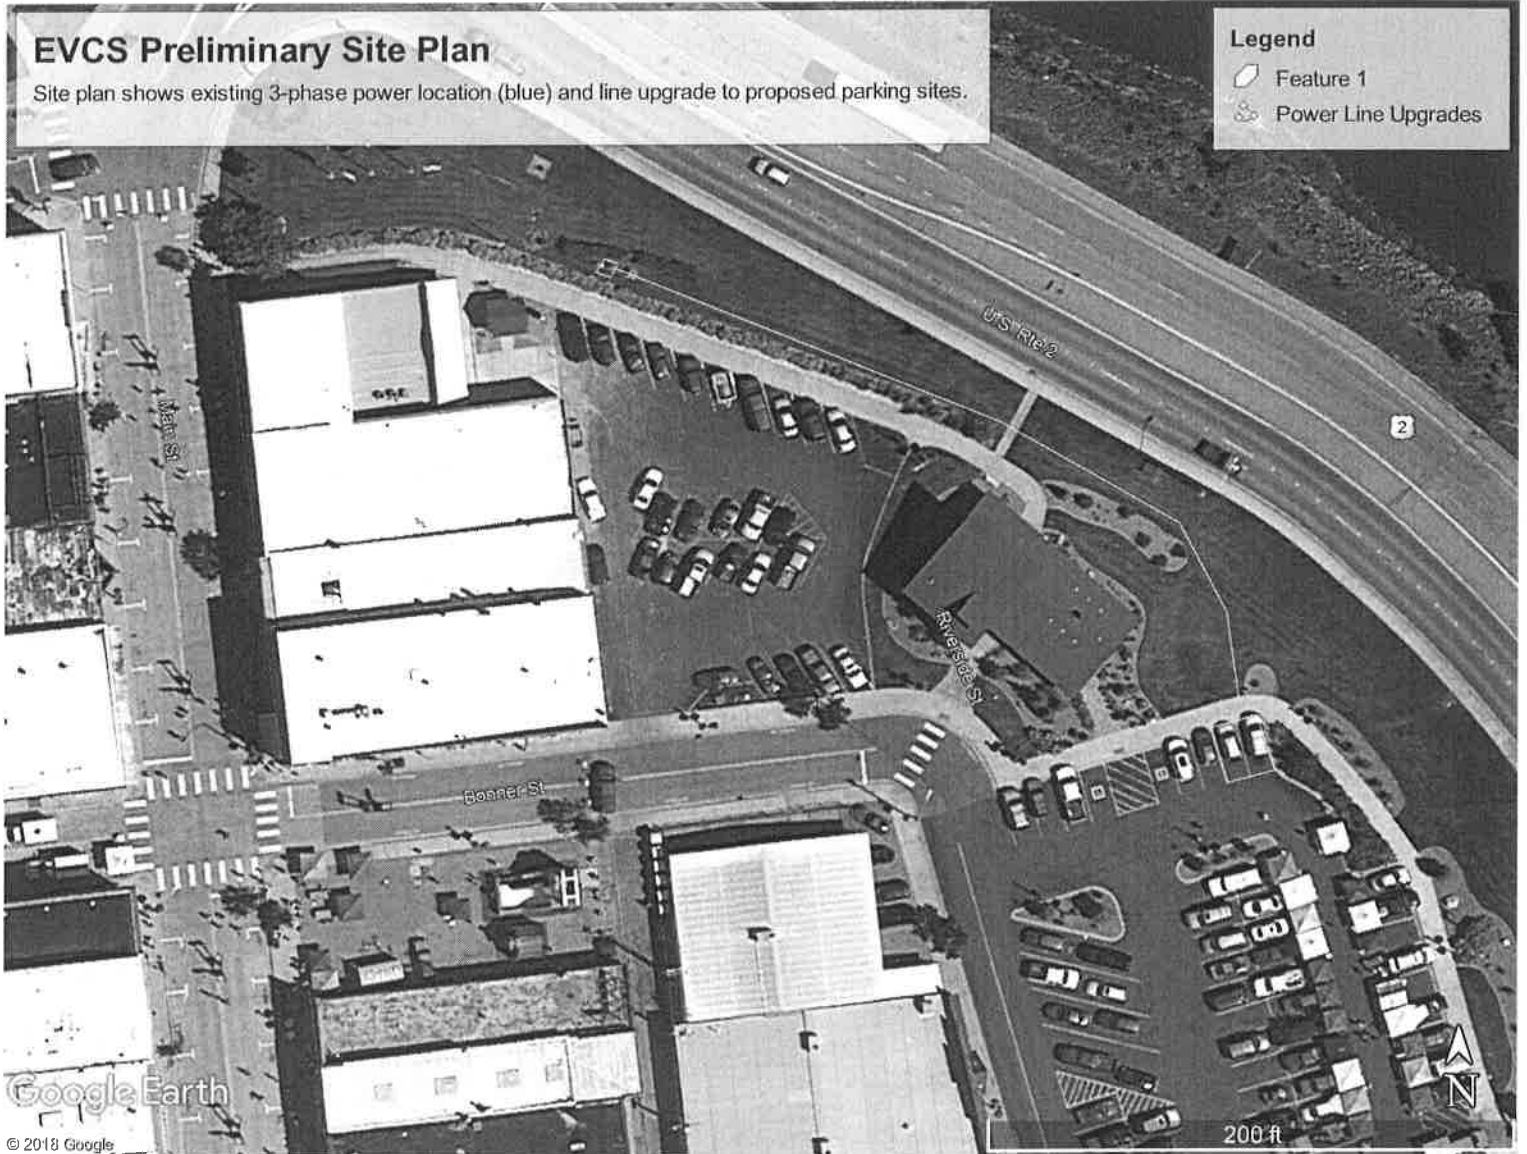 EVCS Preliminary Site Plan
Site plan shows existing 3-phase power location (blue) and line upgrade to proposed parking sites.
Legend
Feature 1
Power Line Upgrades
U.S. Rte 2
2
Main St
Riverside St
Bonner St
Google Earth
N
200 ft
© 2018 Google